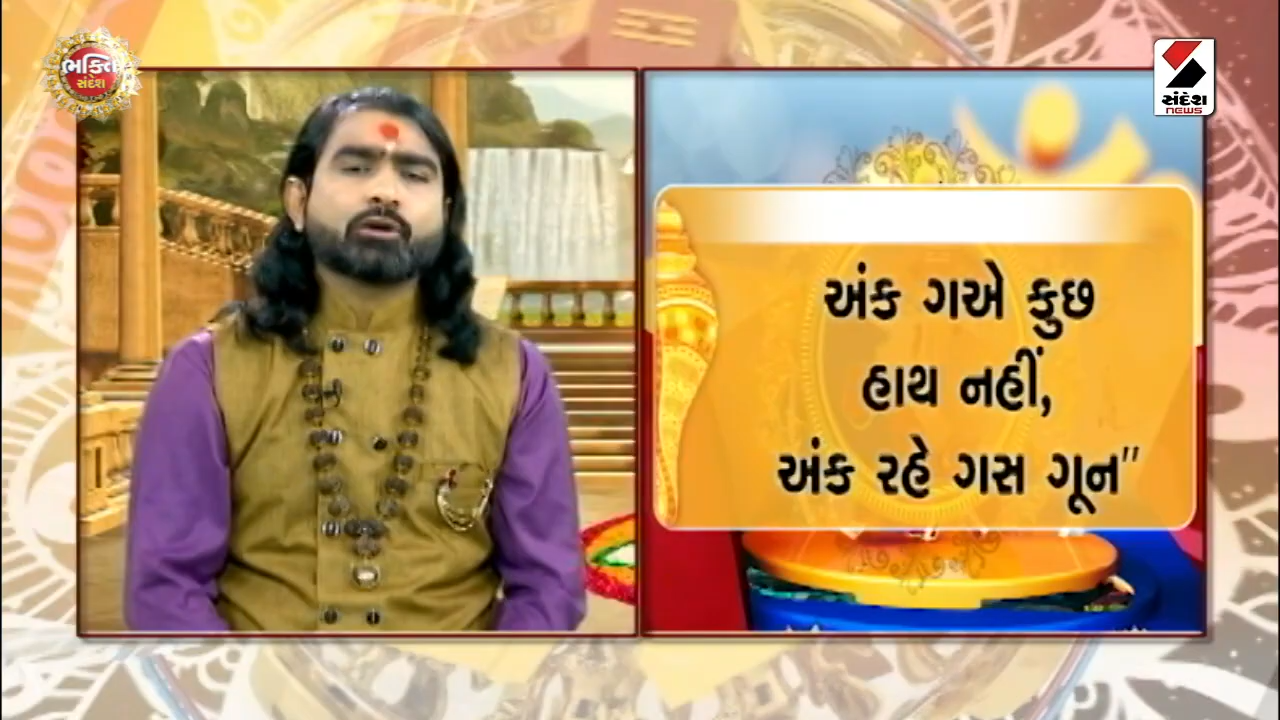 ભક્તિ
સંદેશ
સંદેશ
NEWS
અંક ગએ કુછ
હાથ નહીં,
અંક રહે ગસ ગૂન"